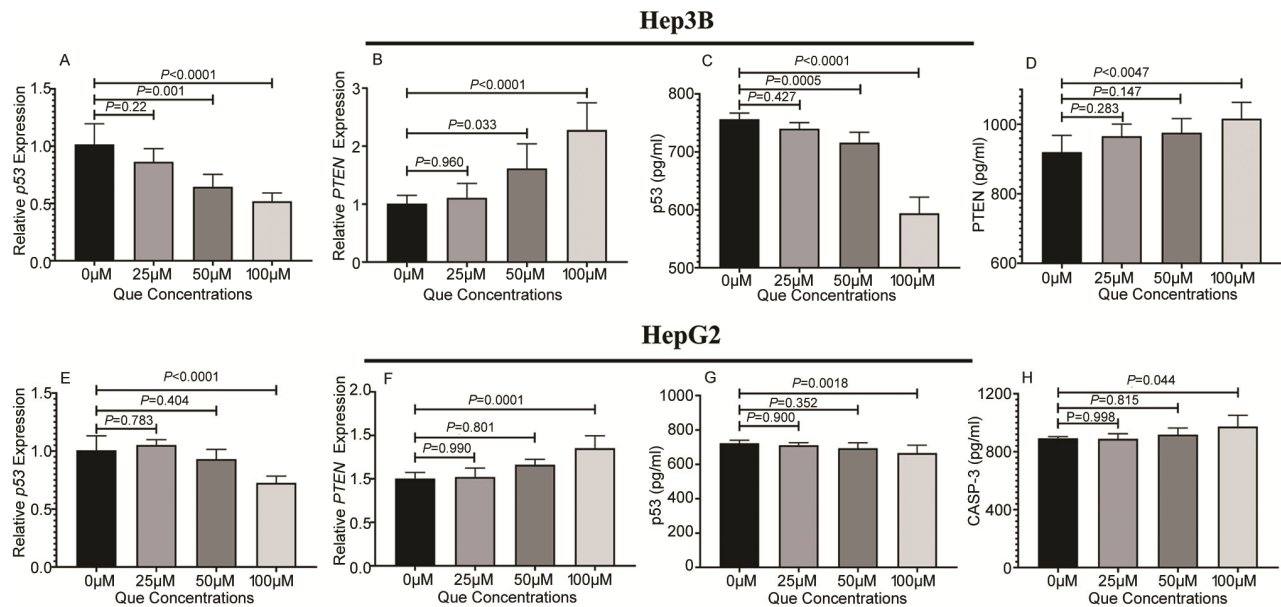 Hep3B
A
P<0.0001
P=0.001
P=0.22
1.5
1.0
0.5
0.0
Relative p53 Expression
0µM 25µM 50µM 100µM
Que Concentrations
B
P<0.0001
P=0.033
P=0.960
3
2
1
0
Relative PTEN Expression
0µM 25µM 50µM 100µM
Que Concentrations
C
P<0.0001
P=0.0005
P=0.427
800
700
600
500
p53 (pg/ml)
0µM 25µM 50µM 100µM
Que Concentrations
D
P<0.0047
P=0.147
P=0.283
1000
800
600
PTEN (pg/ml)
0µM 25µM 50µM 100µM
Que Concentrations
HepG2
E
P<0.0001
P=0.404
P=0.783
1.5
1.0
0.5
0.0
Relative p53 Expression
0µM 25µM 50µM 100µM
Que Concentrations
F
P=0.0001
P=0.801
P=0.990
2.0
1.5
1.5
0.5
0.0
Relative PTEN Expression
0µM 25µM 50µM 100µM
Que Concentrations
G
P=0.0018
P=0.352
P=0.900
1000
800
600
400
200
0
p53 (pg/ml)
0µM 25µM 50µM 100µM
Que Concentrations
H
P=0.044
P=0.815
P=0.998
1200
800
400
0
CASP-3 (pg/ml)
0µM 25µM 50µM 100µM
Que Concentrations